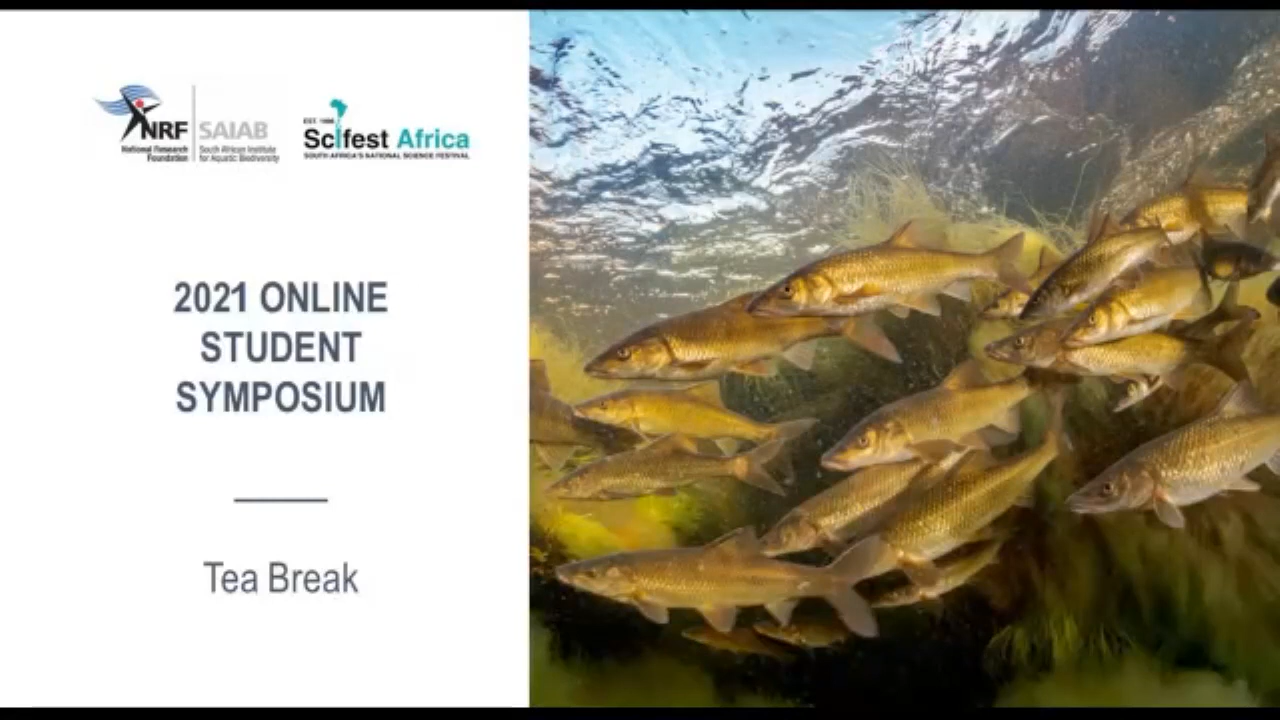 NRF
National Research
Foundation
SAIAB
South African Institute
for Aquatic Biodiversity
EST. 1996
Scifest Africa
SOUTH AFRICA'S NATIONAL SCIENCE FESTIVAL
2021 ONLINE
STUDENT
SYMPOSIUM
Tea Break